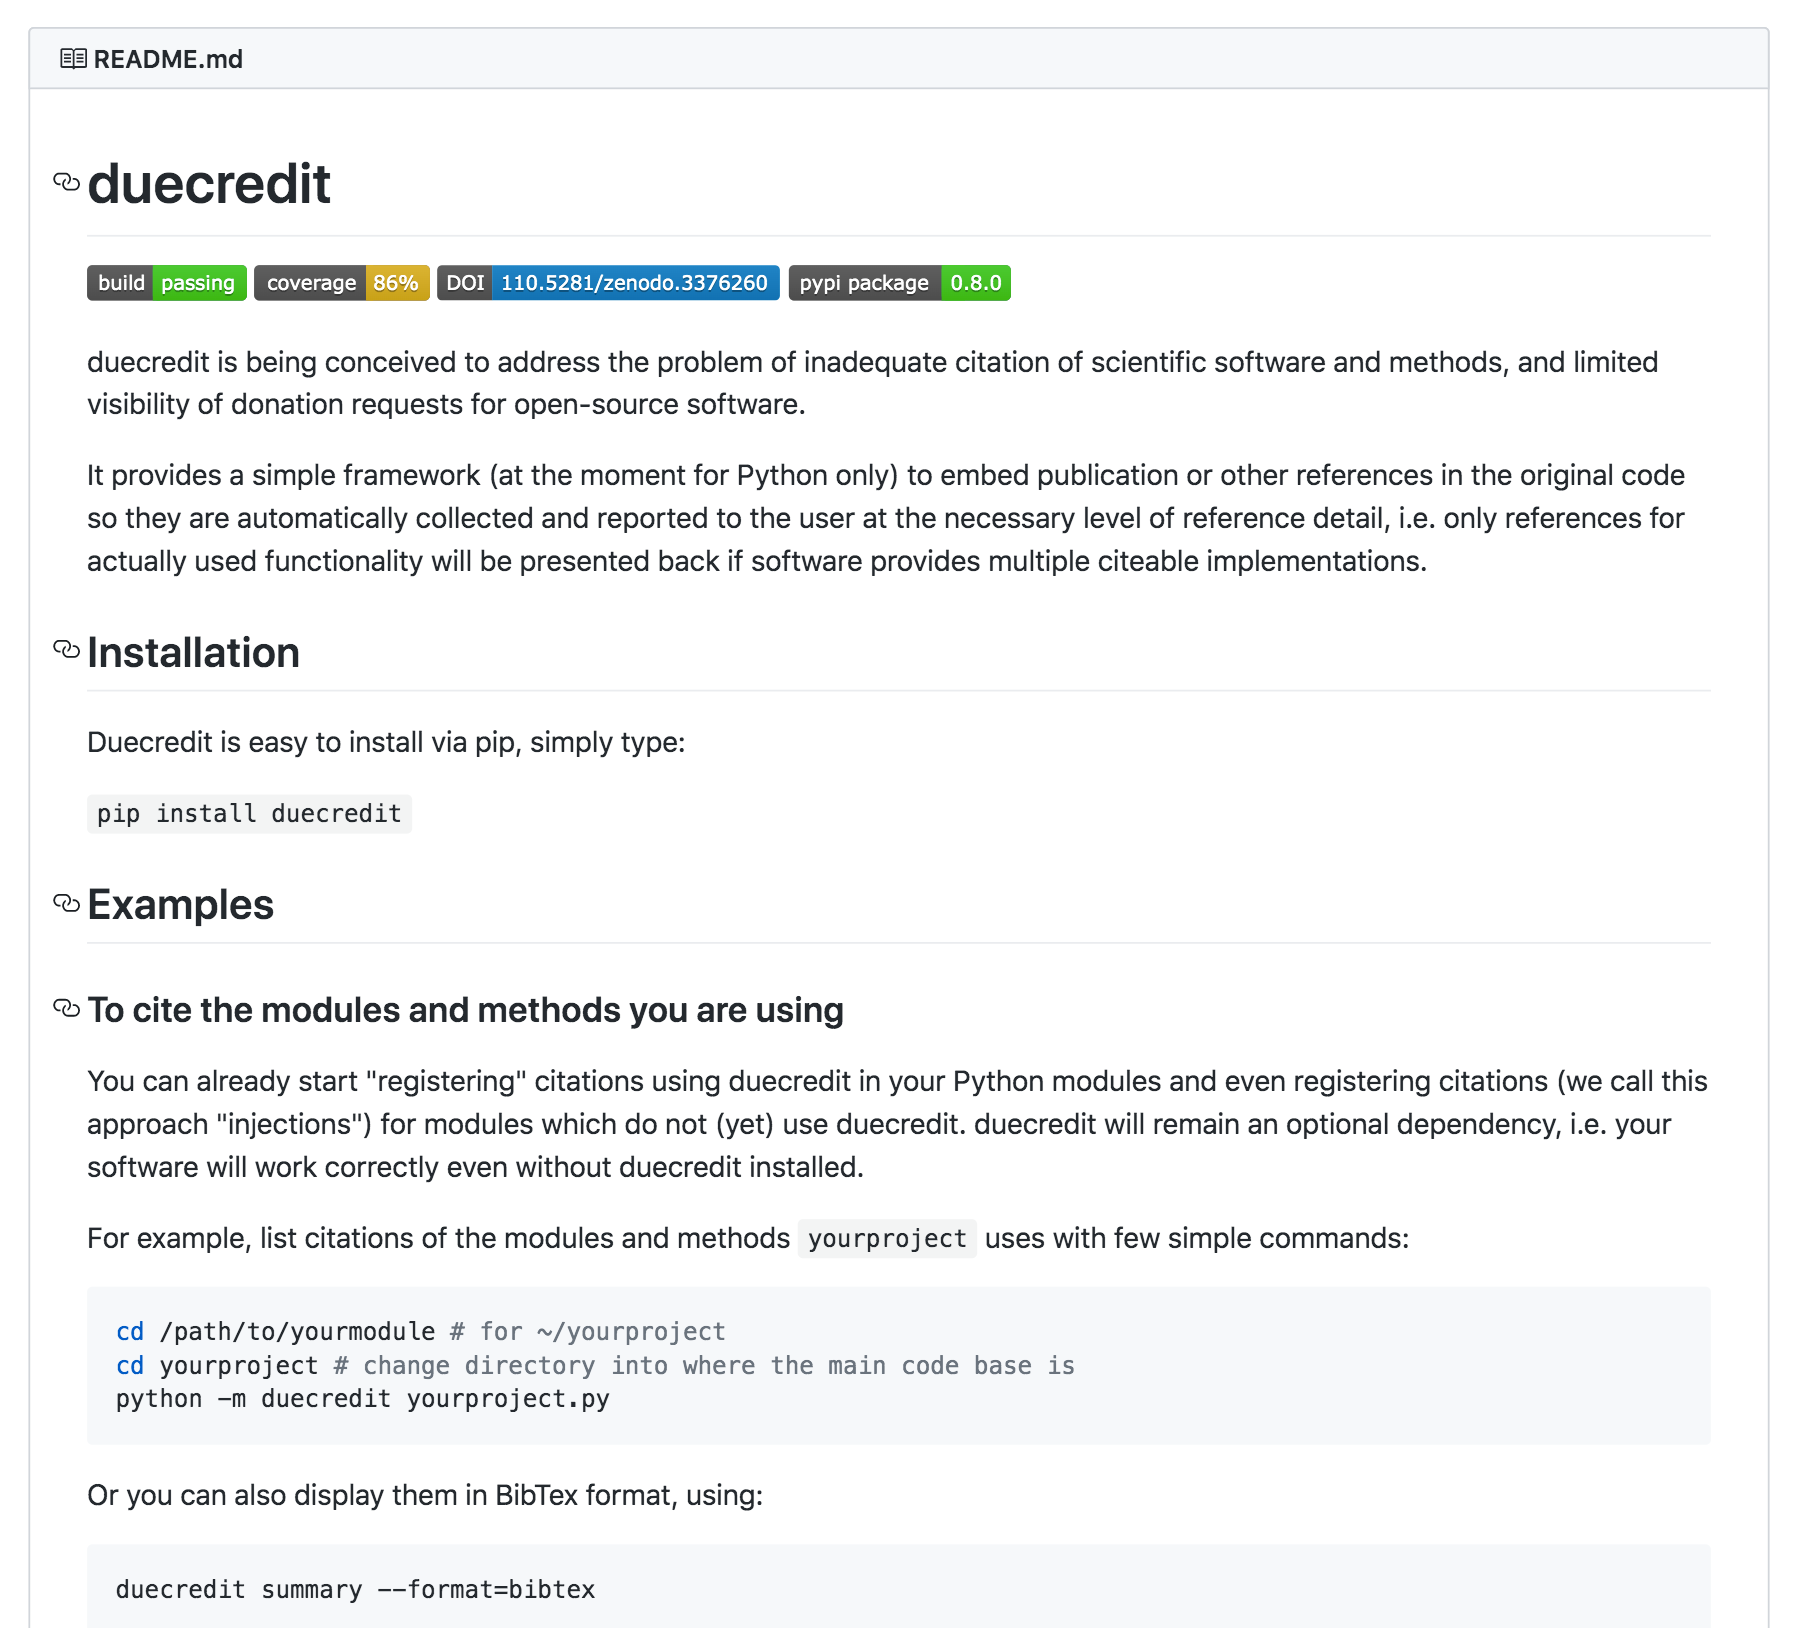 README.md
duecredit
build passing coverage 86% DOI 110.5281/zenodo.3376260 pypi package 0.8.0
duecredit is being conceived to address the problem of inadequate citation of scientific software and methods, and limited
visibility of donation requests for open-source software.
It provides a simple framework (at the moment for Python only) to embed publication or other references in the original code
so they are automatically collected and reported to the user at the necessary level of reference detail, i.e. only references for
actually used functionality will be presented back if software provides multiple citeable implementations.
Installation
Duecredit is easy to install via pip, simply type:
pip install duecredit
Examples
To cite the modules and methods you are using
You can already start "registering" citations using duecredit in your Python modules and even registering citations (we call this
approach "injections") for modules which do not (yet) use duecredit. duecredit will remain an optional dependency, i.e. your
software will work correctly even without duecredit installed.
For example, list citations of the modules and methods yourproject uses with few simple commands:
cd /path/to/yourmodule # for ~/yourproject
cd yourproject # change directory into where the main code base is
python -m duecredit yourproject.py
Or you can also display them in BibTex format, using:
duecredit summary --format=bibtex